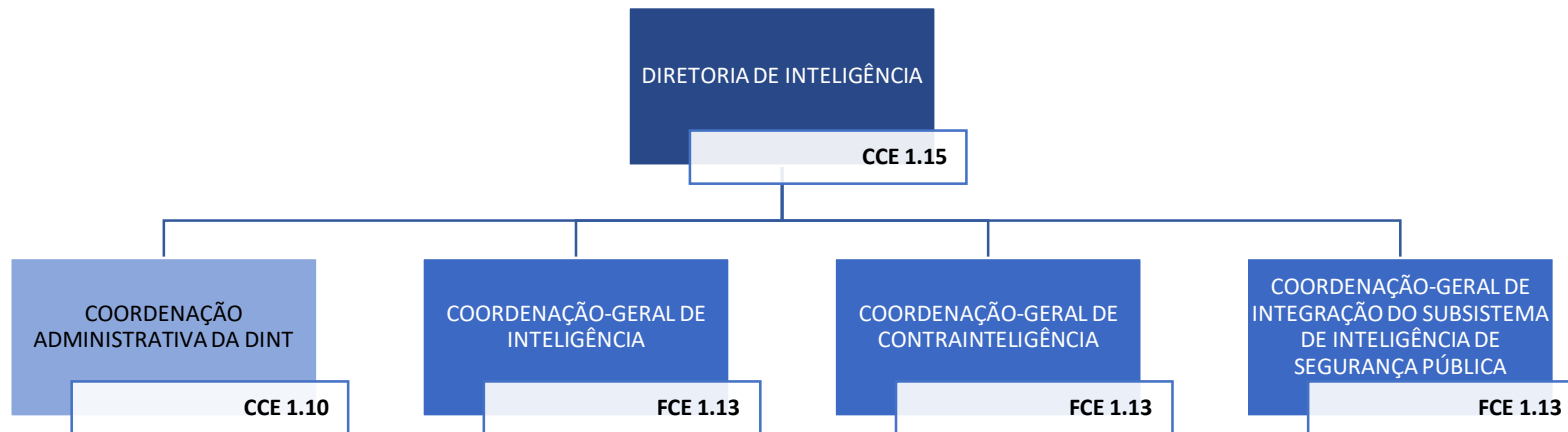 DIRETORIA DE INTELIGÊNCIA
CCE 1.15
COORDENAÇÃO
ADMINISTRATIVA DA DINT
CCE 1.10
COORDENAÇÃO-GERAL DE
INTELIGÊNCIA
FCE 1.13
COORDENAÇÃO-GERAL DE
CONTRAINTELIGÊNCIA
FCE 1.13
COORDENAÇÃO-GERAL DE
INTEGRAÇÃO DO SUBSISTEMA
DE INTELIGÊNCIA DE
SEGURANÇA PÚBLICA
FCE 1.13